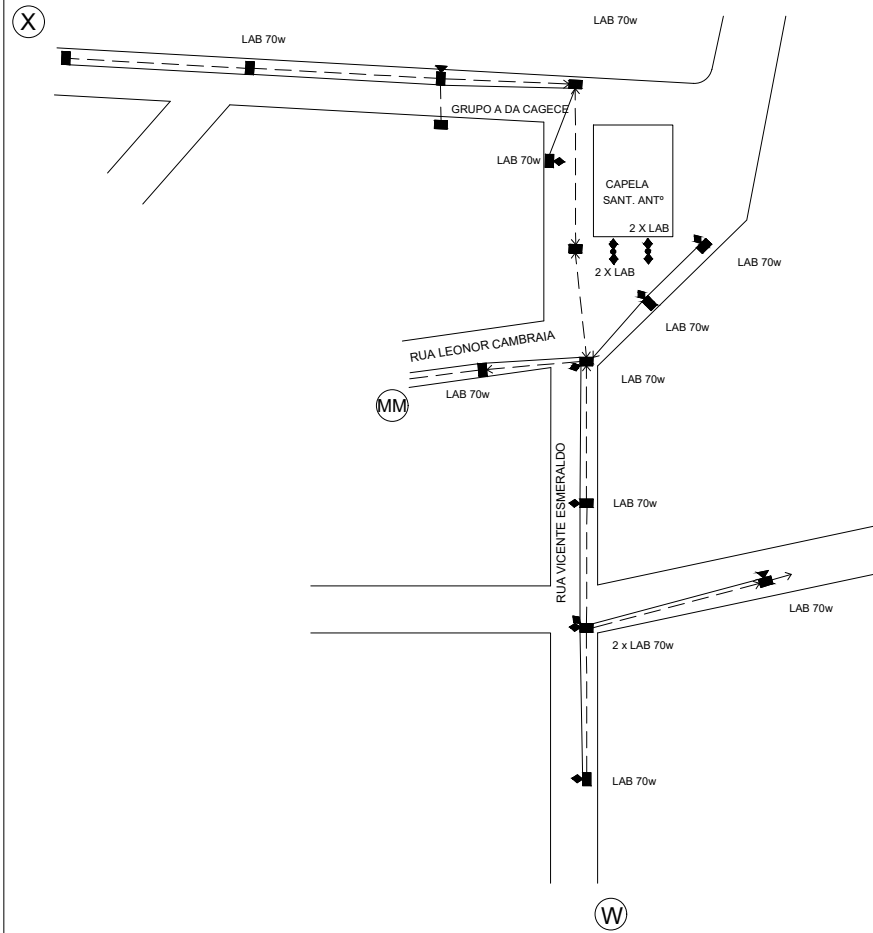 X
LAB 70w
LAB 70w
GRUPO A DA CAGECE
LAB 70w
CAPELA
SANT. ANTº
2 X LAB
2 X LAB
LAB 70w
LAB 70w
RUA LEONOR CAMBRAIA
LAB 70w
LAB 70w
MM
RUA VICENTE ESMERALDO
LAB 70w
LAB 70w
2 x LAB 70w
LAB 70w
W